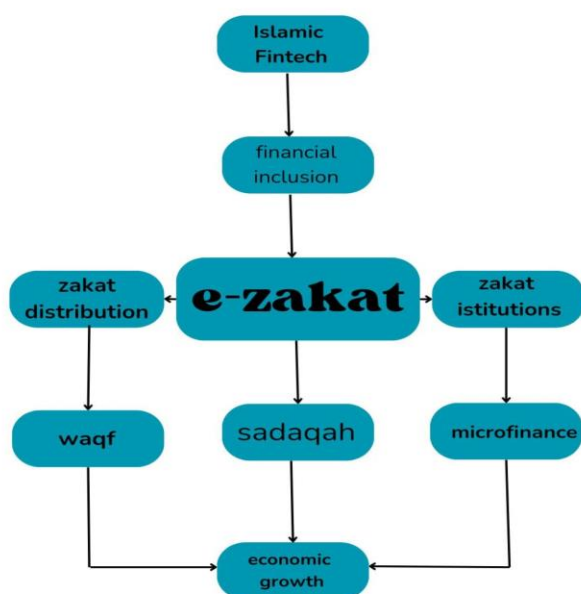 Islamic
Fintech
financial
inclusion
zakat
distribution
e-zakat
zakat
istitutions
waqf
sadaqah
microfinance
economic
growth